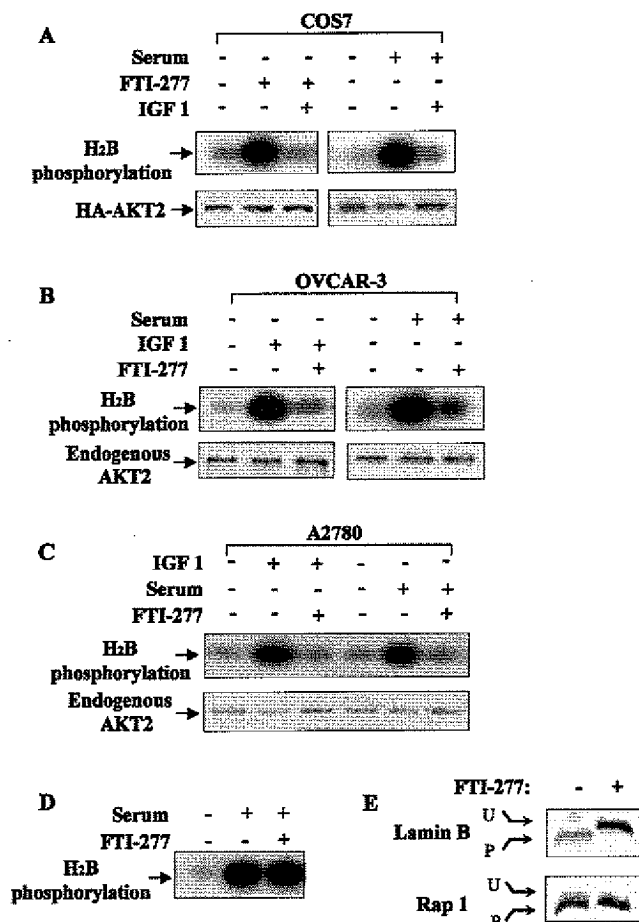 A
COS7
Serum - - - - + +
FTI-277 - + + - - -
IGF 1 - - + - - +
H2B
phosphorylation
HA-AKT2
B
OVCAR-3
Serum - - - - + +
IGF 1 - + + - - -
FTI-277 - - + - - +
H2B
phosphorylation
Endogenous
AKT2
C
A2780
IGF 1 - + + - - -
Serum - - - - + +
FTI-277 - - + - - +
H2B
phosphorylation
Endogenous
AKT2
D
Serum - + +
FTI-277 - - +
H2B
phosphorylation
E
FTI-277: - +
U
Lamin B
P
U
Rap 1